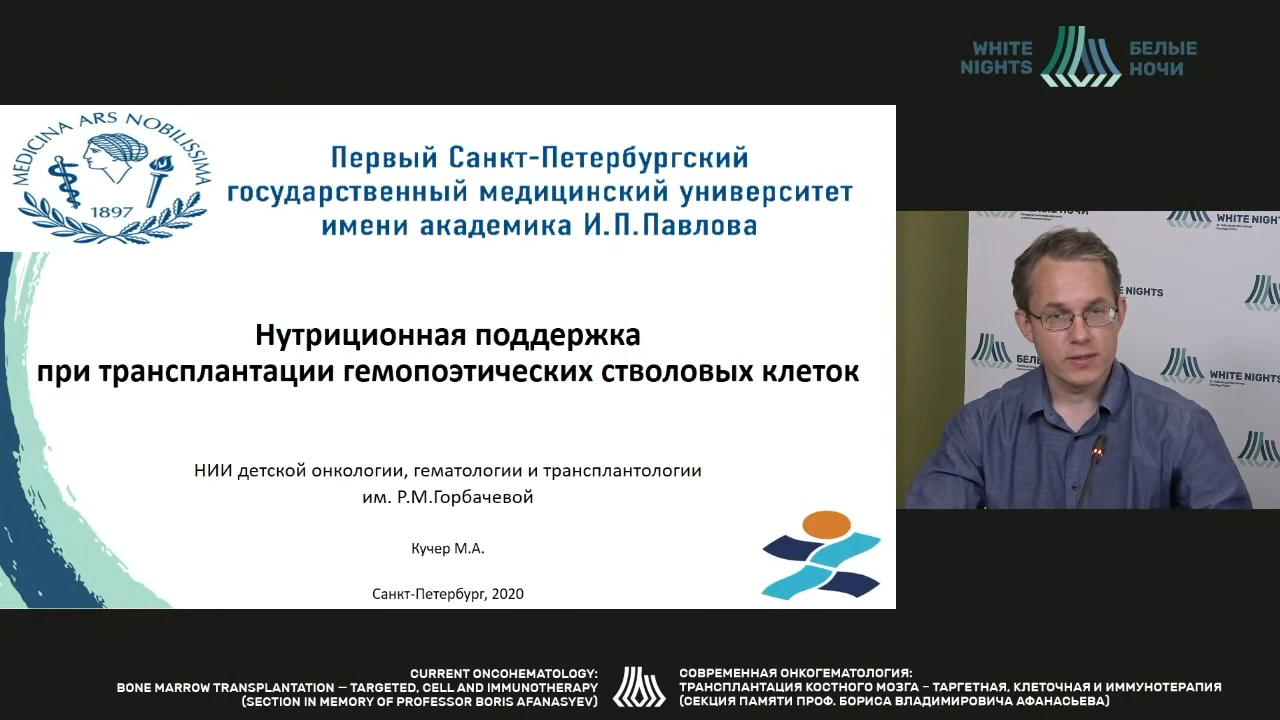 WHITE
NIGHTS
БЕЛЫЕ
НОЧИ
MEDICINA ARS NOBILISSIMA
1897
Первый Санкт-Петербургский
государственный медицинский университет
имени академика И.П.Павлова
Нутриционная поддержка
при трансплантации гемопоэтических стволовых клеток
НИИ детской онкологии, гематологии и трансплантологии
им. Р.М.Горбачевой
Кучер М.А.
Санкт-Петербург, 2020
WHITE NIGHTS
WHITE NIGHTS
CURRENT ONCOHEMATOLOGY:
BONE MARROW TRANSPLANTATION – TARGETED, CELL AND IMMUNOTHERAPY
(SECTION IN MEMORY OF PROFESSOR BORIS AFANASYEV)
СОВРЕМЕННАЯ ОНКОГЕМАТОЛОГИЯ:
ТРАНСПЛАНТАЦИЯ КОСТНОГО МОЗГА – ТАРГЕТНАЯ, КЛЕТОЧНАЯ И ИММУНОТЕРАПИЯ
(СЕКЦИЯ ПАМЯТИ ПРОФ. БОРИСА ВЛАДИМИРОВИЧА АФАНАСЬЕВА)